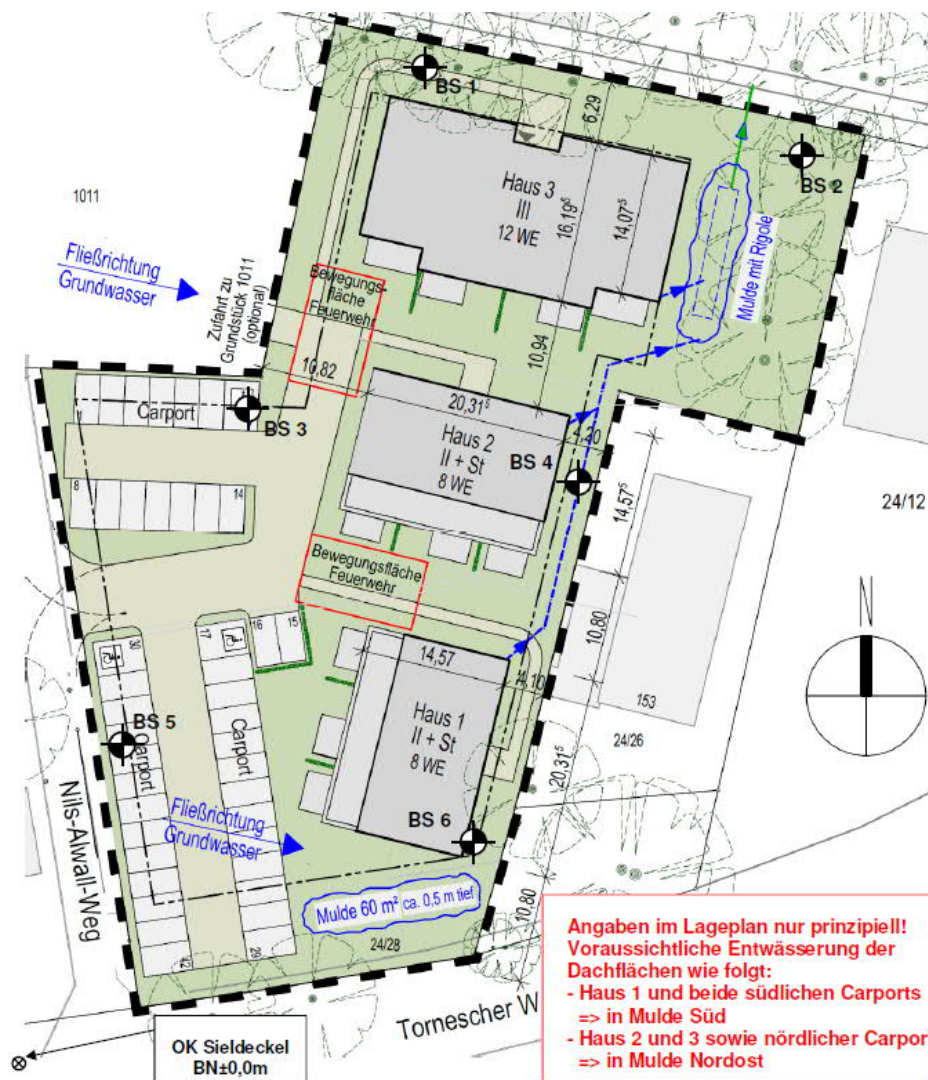 BS 1
BS 2
6,29
1011
Haus 3
III
12 WE
16,19⁵
14,07⁵
Mulde mit Rigole
Fließrichtung
Grundwasser
Zufahrt zu
Grundstück 1011
(optional)
Bewegungs-
fläche
Feuerwehr
10,82
10,94
1
Carport
BS 3
20,31⁵
Haus 2
II + St
8 WE
BS 4
4,20
14,57⁵
24/12
8
14
Bewegungsfläche
Feuerwehr
10,80
30
17
16
15
14,57
4,10
153
Haus 1
II + St
8 WE
24/26
BS 5
Carport
Carport
20,31⁵
Nils-Alwall-Weg
Fließrichtung
Grundwasser
BS 6
Mulde 60 m² ca. 0,5 m tief
10,80
24/28
42
29
Tornescher W
OK Sieldeckel
BN±0,0m
Angaben im Lageplan nur prinzipiell!
Voraussichtliche Entwässerung der
Dachflächen wie folgt:
- Haus 1 und beide südlichen Carports
=> in Mulde Süd
- Haus 2 und 3 sowie nördlicher Carpor
=> in Mulde Nordost